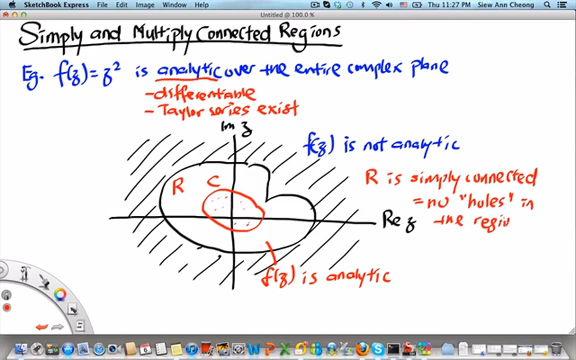 SketchBook Express File Edit Image Window Help
Thu 11:27 PM Siew Ann Cheong
Untitled @ 100.0 %
Simply and Multiply Connected Regions
Eg. f(z) = z² is analytic over the entire complex plane
- differentable
- Taylor series exist
Im z
f(z) is not analytic
R C
R is simply connected
= no "holes" in
the regio
Re z
f(z) is analytic